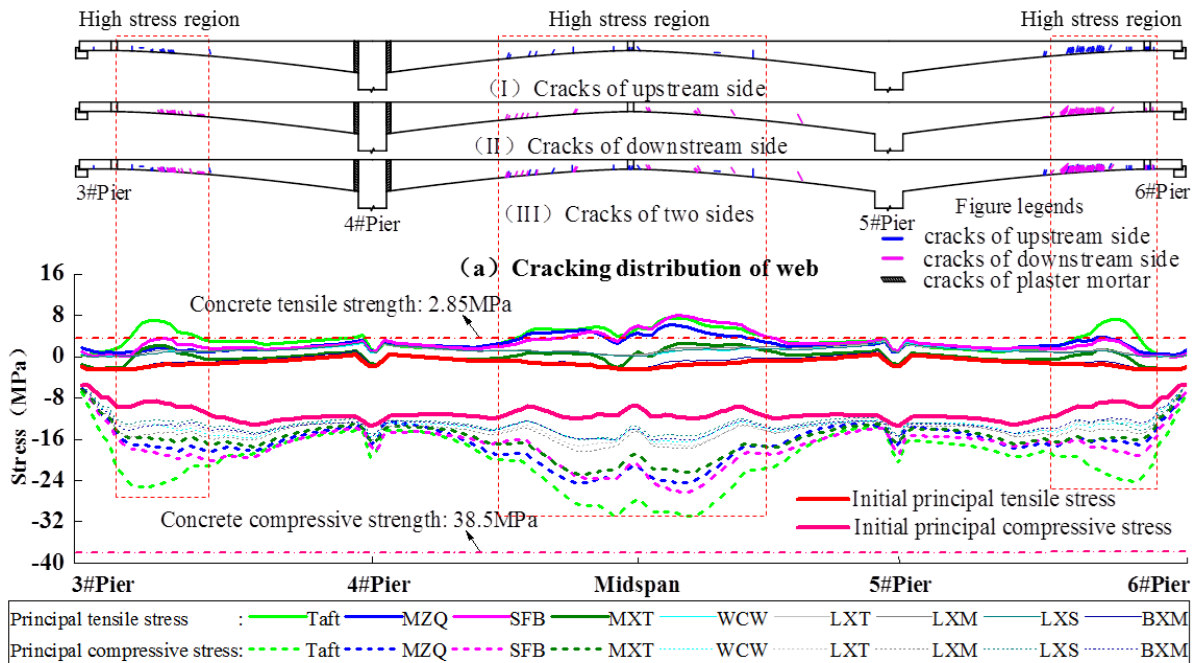 High stress region High stress region High stress region
（I）Cracks of upstream side
（II）Cracks of downstream side
3#Pier 6#Pier
4#Pier （III）Cracks of two sides 5#Pier
Figure legends
cracks of upstream side
cracks of downstream side
cracks of plaster mortar
（a）Cracking distribution of web
Concrete tensile strength: 2.85MPa
Stress（MPa）
16
8
0
-8
-16
-24
-32
-40
Initial principal tensile stress
Initial principal compressive stress
Concrete compressive strength: 38.5MPa
3#Pier 4#Pier Midspan 5#Pier 6#Pier
Principal tensile stress : Taft MZQ SFB MXT WCW LXT LXM LXS BXM
Principal compressive stress: Taft MZQ SFB MXT WCW LXT LXM LXS BXM